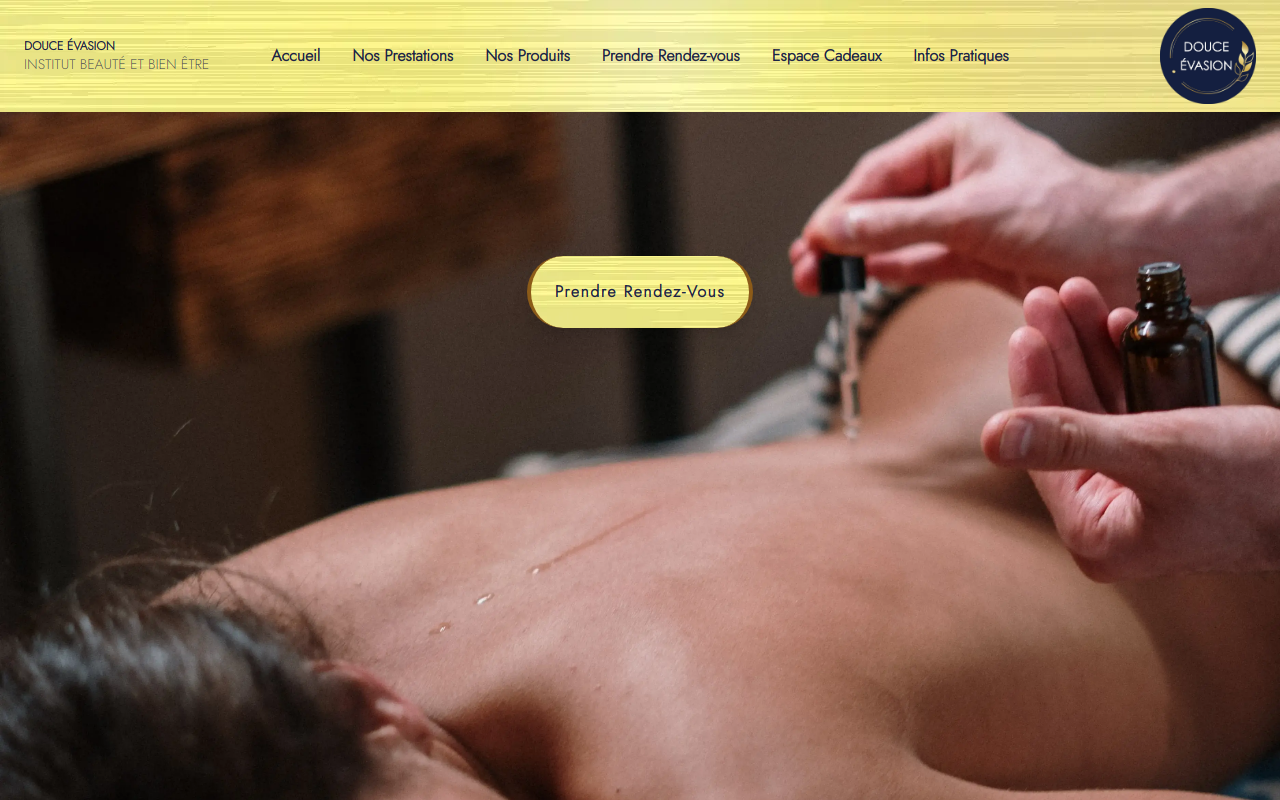 DOUCE ÉVASION
INSTITUT BEAUTÉ ET BIEN ÊTRE
Accueil
Nos Prestations
Nos Produits
Prendre Rendez-vous
Espace Cadeaux
Infos Pratiques
DOUCE
ÉVASION
Prendre Rendez-Vous